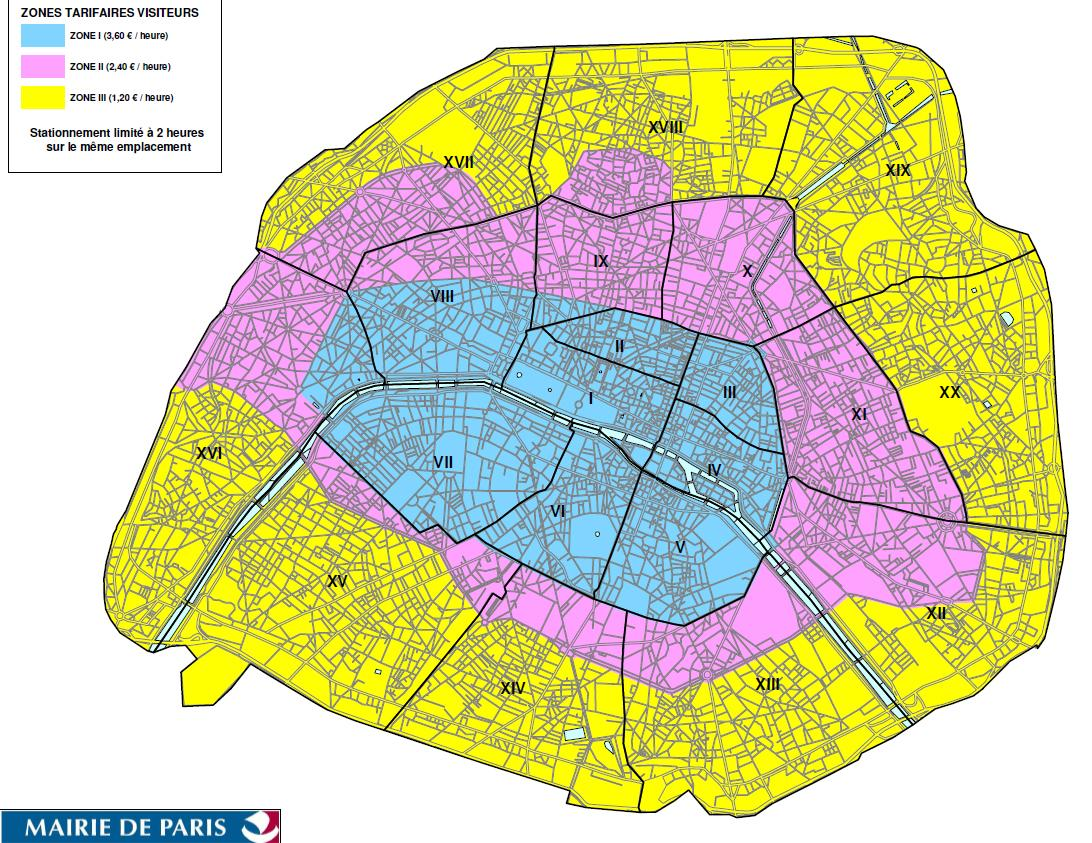 ZONES TARIFAIRES VISITEURS
ZONE I (3,60 € / heure)
ZONE II (2,40 € / heure)
ZONE III (1,20 € / heure)
Stationnement limité à 2 heures
sur le même emplacement
XVIII
XVII
XIX
IX
X
VIII
II
III
I
XX
XI
XVI
VII
IV
VI
V
XV
XII
XIV
XIII
MAIRIE DE PARIS